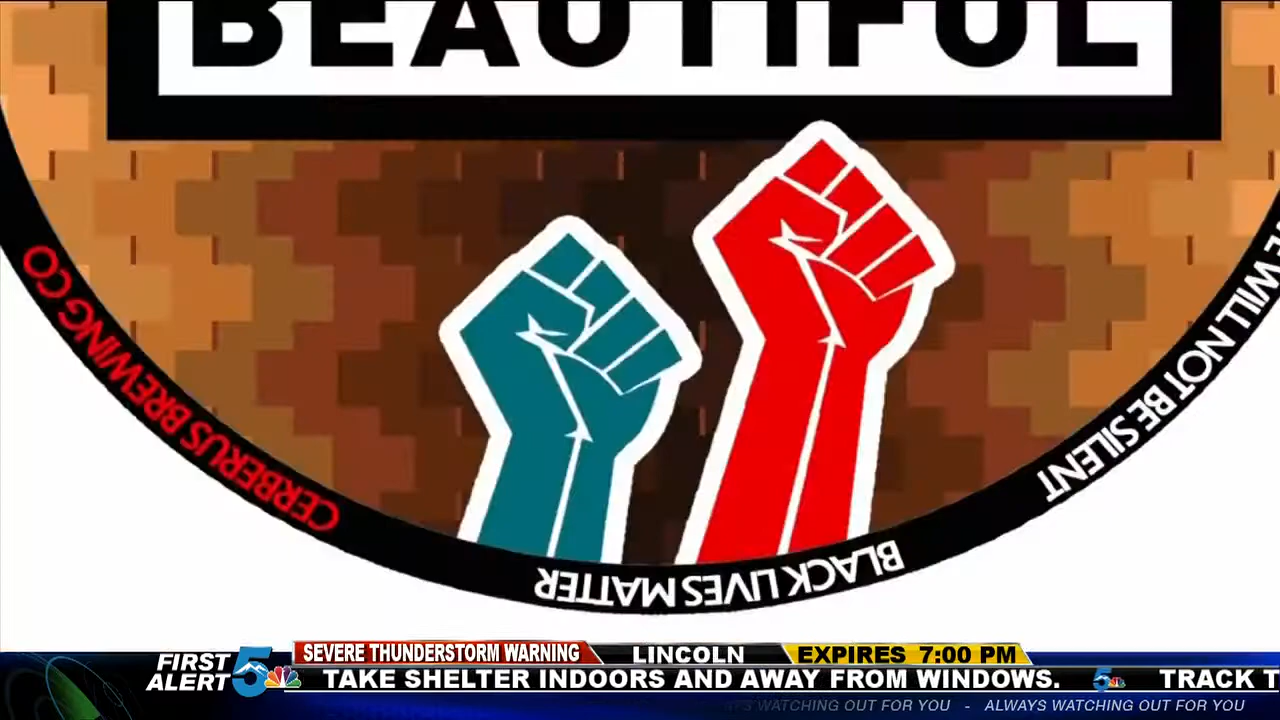 BEAUTIFUL
CERBERUS BREWING CO
BLACK LIVES MATTER
WILL NOT BE SILENT
FIRST ALERT 5
SEVERE THUNDERSTORM WARNING
LINCOLN
EXPIRES 7:00 PM
TAKE SHELTER INDOORS AND AWAY FROM WINDOWS.
5
TRACK T
WATCHING OUT FOR YOU - ALWAYS WATCHING OUT FOR YOU